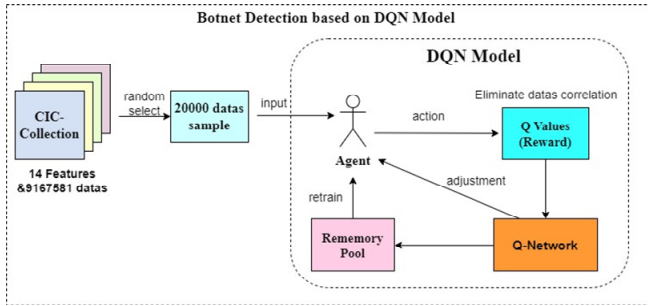 Botnet Detection based on DQN Model
DQN Model
CIC-
Collection
14 Features
&9167581 datas
random
select
20000 datas
sample
input
Agent
action
Eliminate datas correlation
Q Values
(Reward)
adjustment
retrain
Rememory
Pool
Q-Network